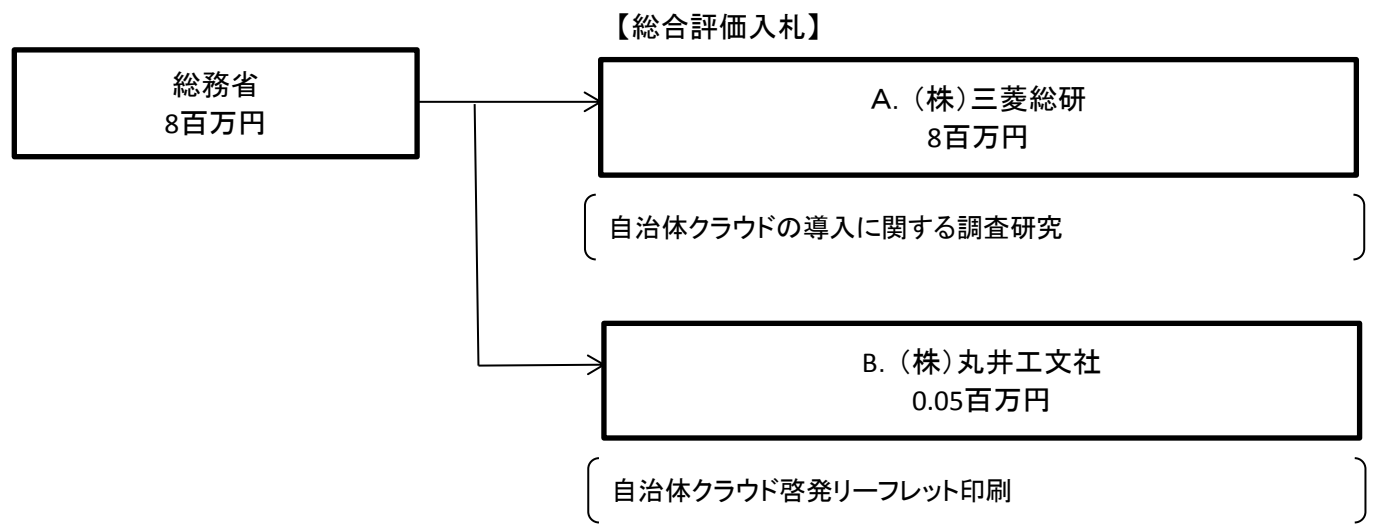 【総合評価入札】
総務省
8百万円
A．（株）三菱総研
8百万円
自治体クラウドの導入に関する調査研究
B．（株）丸井工文社
0.05百万円
自治体クラウド啓発リーフレット印刷